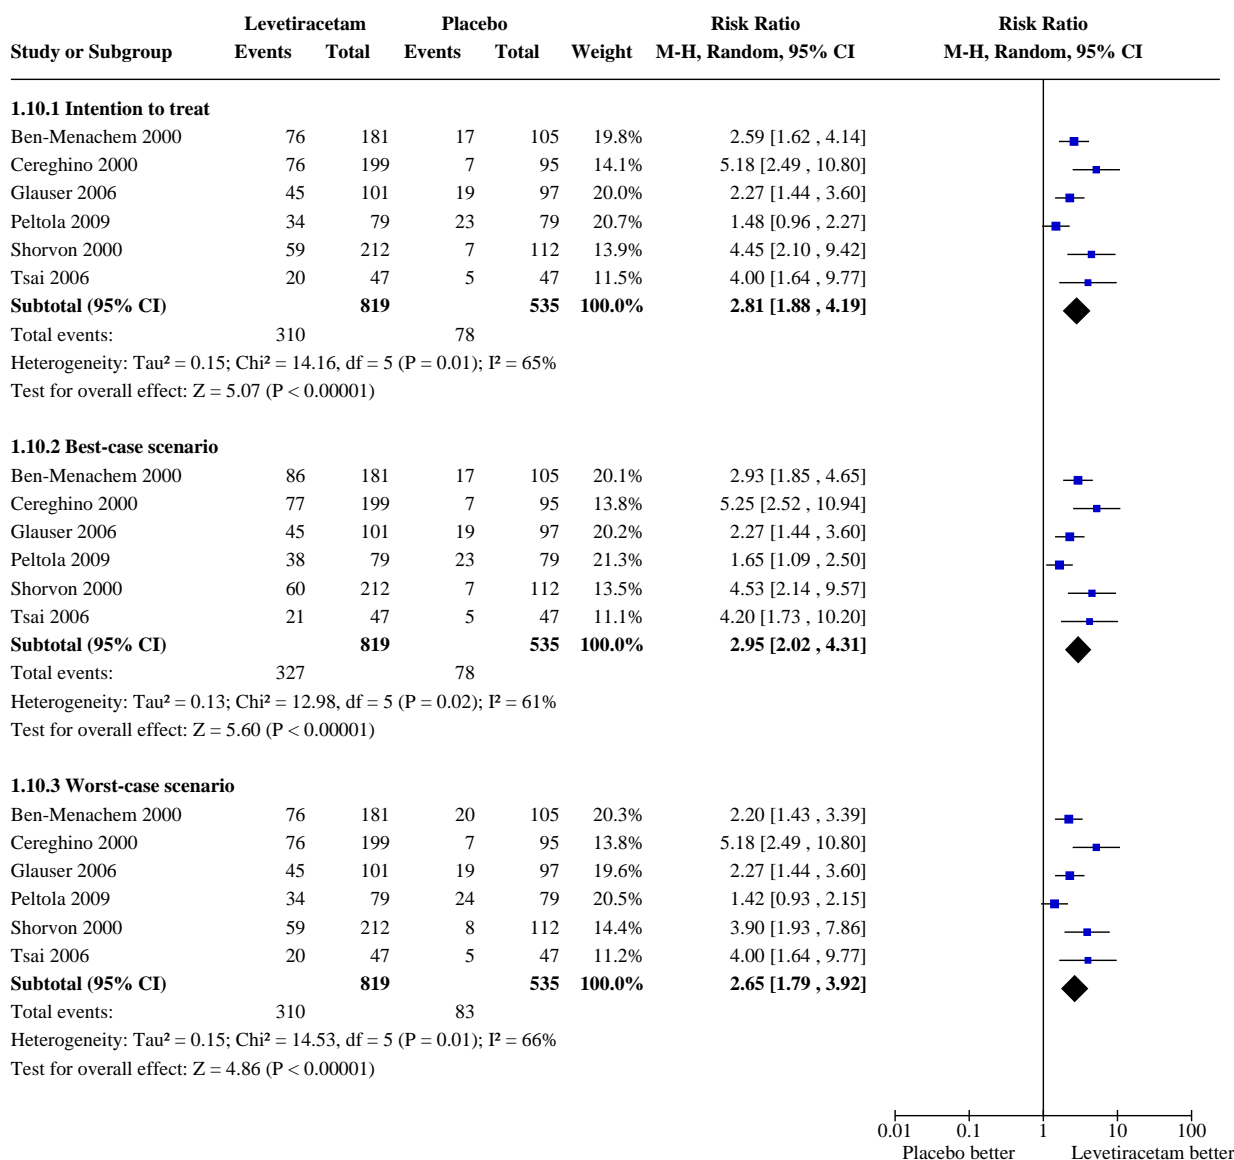 Levetiracetam Placebo Risk Ratio Risk Ratio
Study or Subgroup Events Total Events Total Weight M-H, Random, 95% CI M-H, Random, 95% CI
1.10.1 Intention to treat
Ben-Menachem 2000 76 181 17 105 19.8% 2.59 [1.62 , 4.14]
Cereghino 2000 76 199 7 95 14.1% 5.18 [2.49 , 10.80]
Glauser 2006 45 101 19 97 20.0% 2.27 [1.44 , 3.60]
Peltola 2009 34 79 23 79 20.7% 1.48 [0.96 , 2.27]
Shorvon 2000 59 212 7 112 13.9% 4.45 [2.10 , 9.42]
Tsai 2006 20 47 5 47 11.5% 4.00 [1.64 , 9.77]
Subtotal (95% CI) 819 535 100.0% 2.81 [1.88 , 4.19]
Total events: 310 78
Heterogeneity: Tau² = 0.15; Chi² = 14.16, df = 5 (P = 0.01); I² = 65%
Test for overall effect: Z = 5.07 (P < 0.00001)
1.10.2 Best-case scenario
Ben-Menachem 2000 86 181 17 105 20.1% 2.93 [1.85 , 4.65]
Cereghino 2000 77 199 7 95 13.8% 5.25 [2.52 , 10.94]
Glauser 2006 45 101 19 97 20.2% 2.27 [1.44 , 3.60]
Peltola 2009 38 79 23 79 21.3% 1.65 [1.09 , 2.50]
Shorvon 2000 60 212 7 112 13.5% 4.53 [2.14 , 9.57]
Tsai 2006 21 47 5 47 11.1% 4.20 [1.73 , 10.20]
Subtotal (95% CI) 819 535 100.0% 2.95 [2.02 , 4.31]
Total events: 327 78
Heterogeneity: Tau² = 0.13; Chi² = 12.98, df = 5 (P = 0.02); I² = 61%
Test for overall effect: Z = 5.60 (P < 0.00001)
1.10.3 Worst-case scenario
Ben-Menachem 2000 76 181 20 105 20.3% 2.20 [1.43 , 3.39]
Cereghino 2000 76 199 7 95 13.8% 5.18 [2.49 , 10.80]
Glauser 2006 45 101 19 97 19.6% 2.27 [1.44 , 3.60]
Peltola 2009 34 79 24 79 20.5% 1.42 [0.93 , 2.15]
Shorvon 2000 59 212 8 112 14.4% 3.90 [1.93 , 7.86]
Tsai 2006 20 47 5 47 11.2% 4.00 [1.64 , 9.77]
Subtotal (95% CI) 819 535 100.0% 2.65 [1.79 , 3.92]
Total events: 310 83
Heterogeneity: Tau² = 0.15; Chi² = 14.53, df = 5 (P = 0.01); I² = 66%
Test for overall effect: Z = 4.86 (P < 0.00001)
0.01 0.1 1 10 100
Placebo better Levetiracetam better